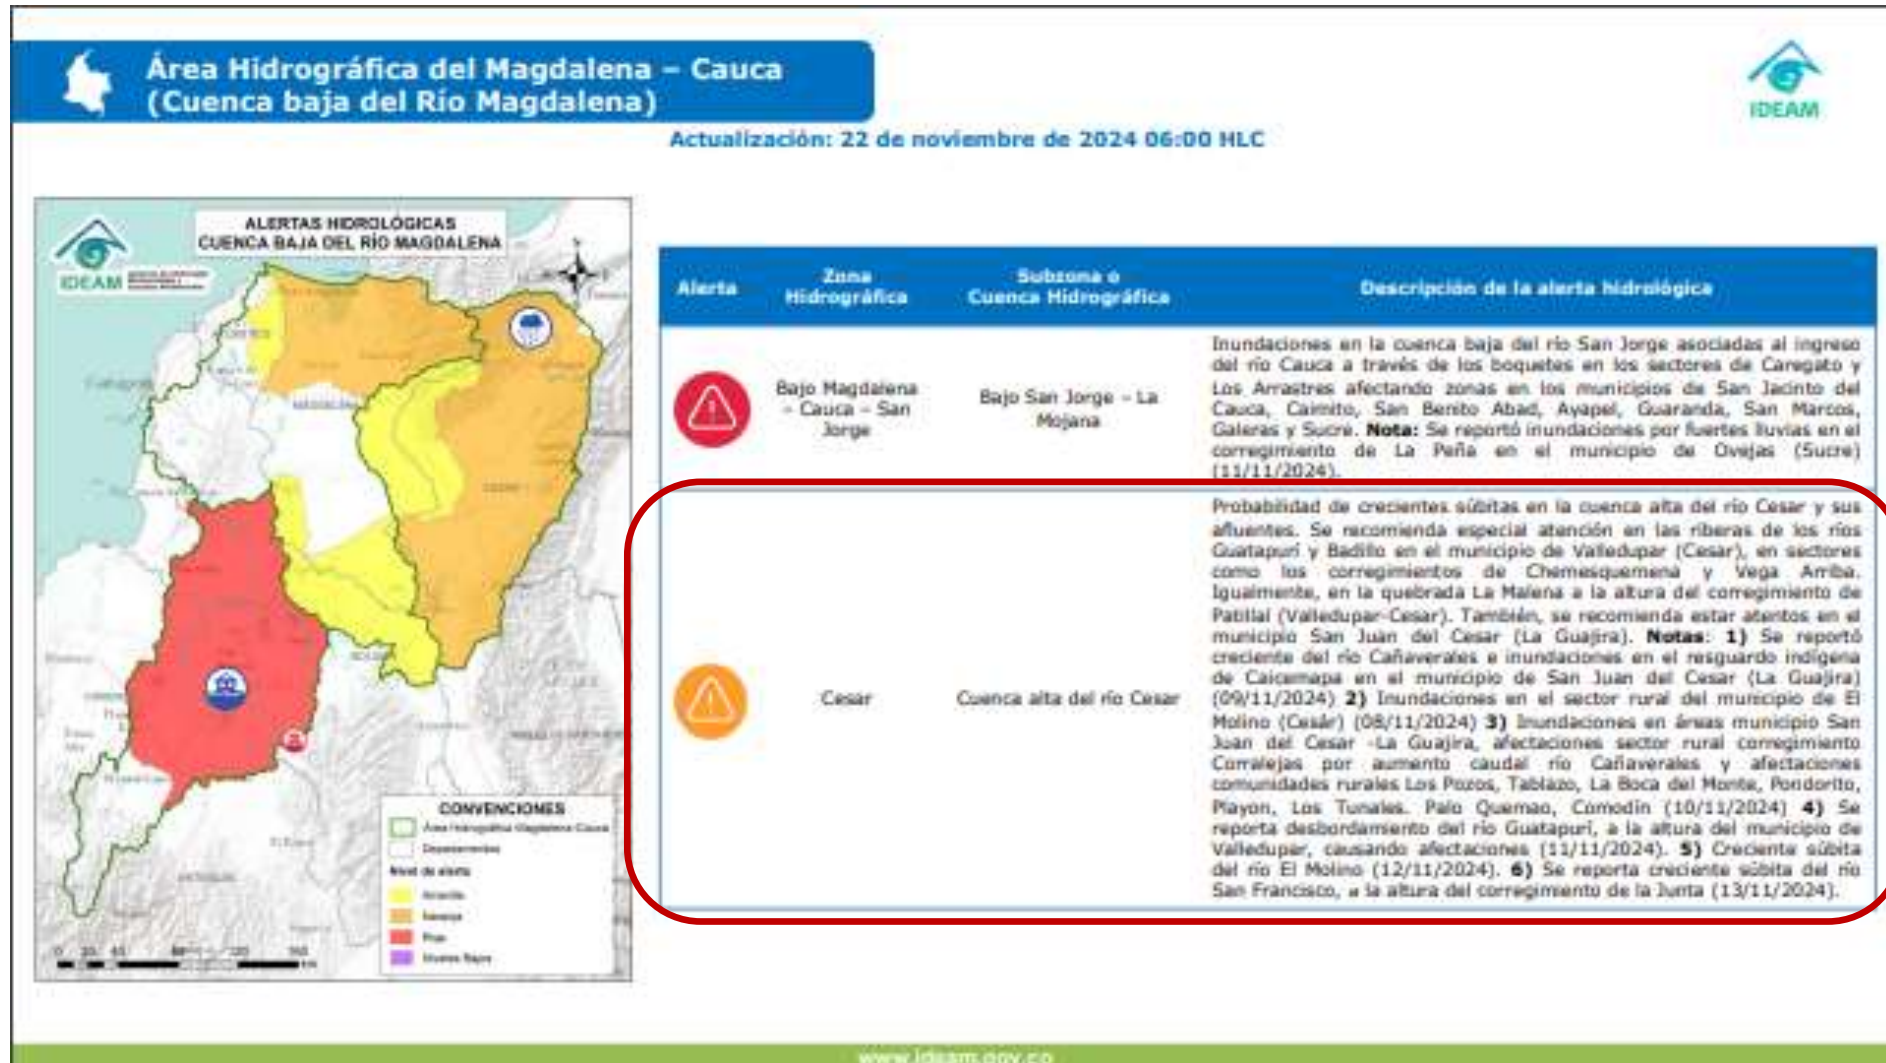 Área Hidrográfica del Magdalena – Cauca
(Cuenca baja del Río Magdalena)
IDEAM
Actualización: 22 de noviembre de 2024 06:00 HLC
ALERTAS HIDROLÓGICAS
CUENCA BAJA DEL RÍO MAGDALENA
IDEAM
CONVENCIONES
Área hidrográfica Magdalena Cauca
Departamentos
Nivel de alerta
Amarilla
Naranja
Roja
Niveles Bajos
Alerta
Zona
Hidrográfica
Subzona o
Cuenca Hidrográfica
Descripción de la alerta hidrológica
Bajo Magdalena
– Cauca – San
Jorge
Bajo San Jorge – La
Mojana
Inundaciones en la cuenca baja del río San Jorge asociadas al ingreso
del río Cauca a través de los boquetes en los sectores de Caregato y
Los Arrastres afectando zonas en los municipios de San Jacinto del
Cauca, Caimito, San Benito Abad, Ayapel, Guaranda, San Marcos,
Galeras y Sucre. Nota: Se reportó inundaciones por fuertes lluvias en el
corregimiento de La Peña en el municipio de Ovejas (Sucre)
(11/11/2024).
Cesar
Cuenca alta del río Cesar
Probabilidad de crecientes súbitas en la cuenca alta del río Cesar y sus
afluentes. Se recomienda especial atención en las riberas de los ríos
Guatapurí y Badillo en el municipio de Valledupar (Cesar), en sectores
como los corregimientos de Chemesquemena y Vega Arriba.
Igualmente, en la quebrada La Malena a la altura del corregimiento de
Patillal (Valledupar-Cesar). También, se recomienda estar atentos en el
municipio San Juan del Cesar (La Guajira). Notas: 1) Se reportó
creciente del río Cañaverales e inundaciones en el resguardo indígena
de Caicemapa en el municipio de San Juan del Cesar (La Guajira)
(09/11/2024) 2) Inundaciones en el sector rural del municipio de El
Molino (Cesár) (08/11/2024) 3) Inundaciones en áreas municipio San
Juan del Cesar -La Guajira, afectaciones sector rural corregimiento
Corralejas por aumento caudal río Cañaverales y afectaciones
comunidades rurales Los Pozos, Tablazo, La Boca del Monte, Pondorito,
Playon, Los Tunales. Palo Quemao, Comodín (10/11/2024) 4) Se
reporta desbordamiento del río Guatapurí, a la altura del municipio de
Valledupar, causando afectaciones (11/11/2024). 5) Creciente súbita
del río El Molino (12/11/2024). 6) Se reporta creciente súbita del río
San Francisco, a la altura del corregimiento de la Junta (13/11/2024).
www.ideam.gov.co